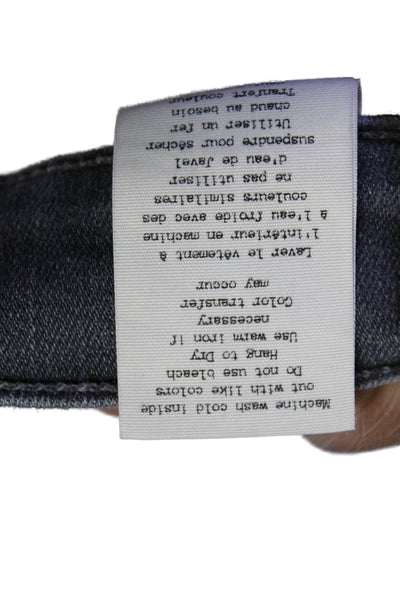 Machine wash cold inside
out with like colors
Do not use bleach
Hang to Dry
Use warm iron if
necessary
Color transfer
may occur
Laver le vêtement à
l'intérieur en machine
à l'eau froide avec des
couleurs similaires
ne pas utiliser
d'eau de Javel
suspendre pour sécher
Utiliser un fer
chaud au besoin
Tranfert couleur